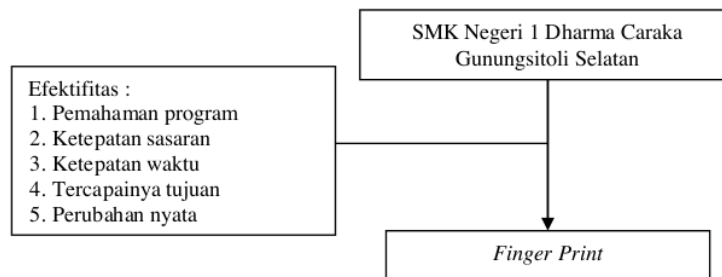 SMK Negeri 1 Dharma Caraka
Gunungsitoli Selatan
Efektifitas :
1. Pemahaman program
2. Ketepatan sasaran
3. Ketepatan waktu
4. Tercapainya tujuan
5. Perubahan nyata
Finger Print